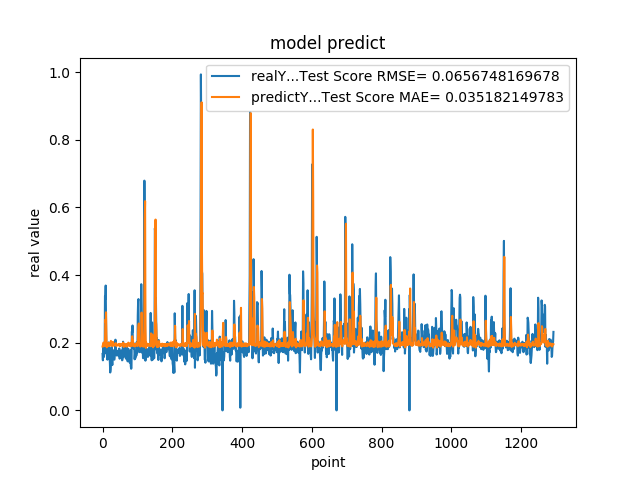 model predict
realY...Test Score RMSE= 0.0656748169678
predictY...Test Score MAE= 0.035182149783
1.0
0.8
0.6
0.4
0.2
0.0
real value
0 200 400 600 800 1000 1200
point